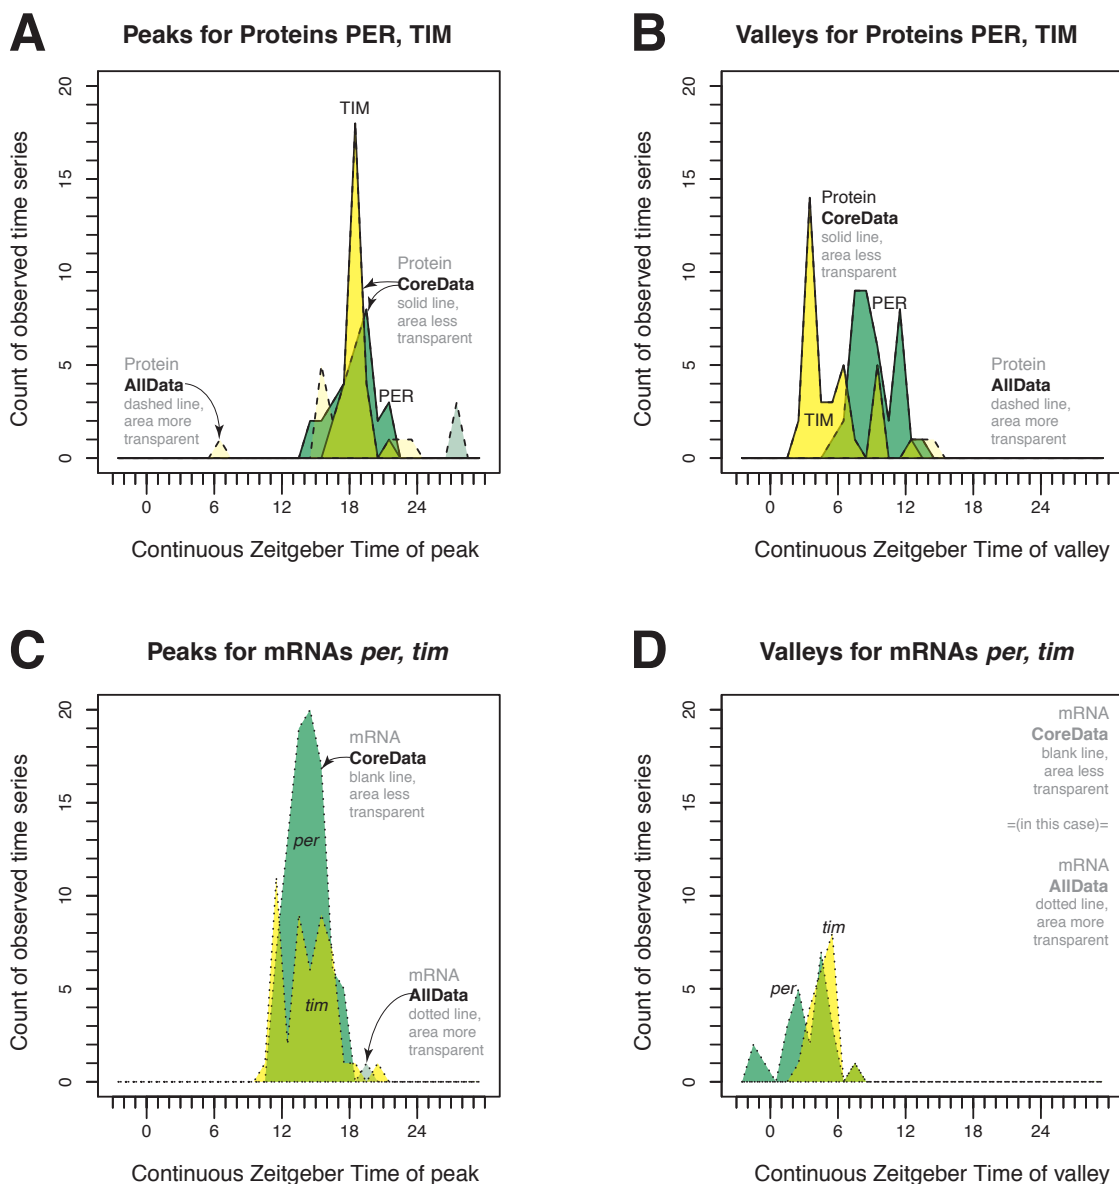 A
Peaks for Proteins PER, TIM
Count of observed time series
20
15
10
5
0
TIM
Protein
CoreData
solid line,
area less
transparent
PER
Protein
AllData
dashed line,
area more
transparent
0 6 12 18 24
Continuous Zeitgeber Time of peak
B
Valleys for Proteins PER, TIM
Count of observed time series
20
15
10
5
0
Protein
CoreData
solid line,
area less
transparent
PER
TIM
Protein
AllData
dashed line,
area more
transparent
0 6 12 18 24
Continuous Zeitgeber Time of valley
C
Peaks for mRNAs per, tim
Count of observed time series
20
15
10
5
0
mRNA
CoreData
blank line,
area less
transparent
per
tim
mRNA
AllData
dotted line,
area more
transparent
0 6 12 18 24
Continuous Zeitgeber Time of peak
D
Valleys for mRNAs per, tim
Count of observed time series
20
15
10
5
0
mRNA
CoreData
blank line,
area less
transparent
=(in this case)=
mRNA
AllData
dotted line,
area more
transparent
tim
per
0 6 12 18 24
Continuous Zeitgeber Time of valley